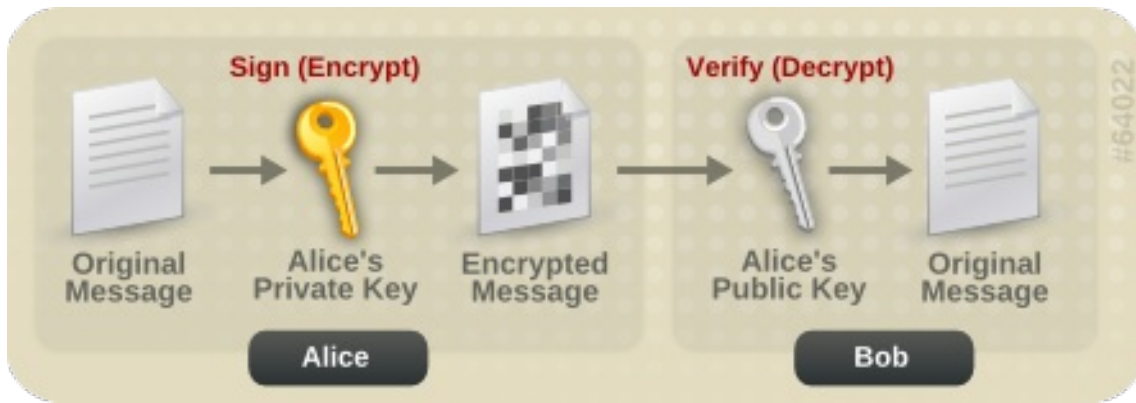 Sign (Encrypt)
Verify (Decrypt)
Original
Message
Alice's
Private Key
Encrypted
Message
Alice's
Public Key
Original
Message
Alice
Bob
#64022